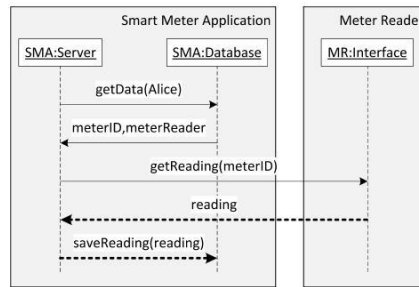 Smart Meter Application
Meter Reade
SMA:Server
SMA:Database
MR:Interface
getData(Alice)
meterID,meterReader
getReading(meterID)
reading
saveReading(reading)